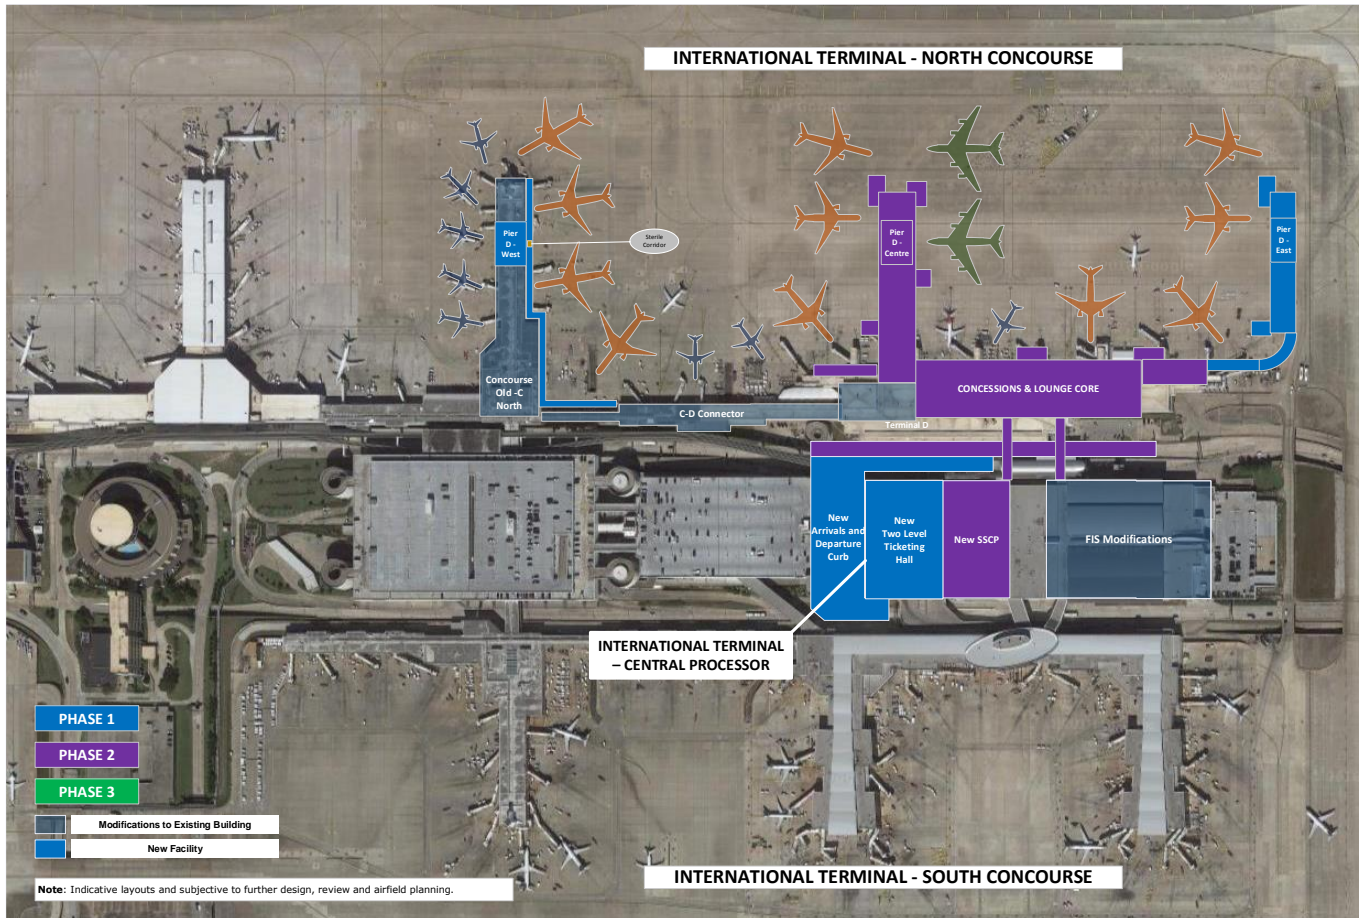 INTERNATIONAL TERMINAL - NORTH CONCOURSE
Pier
D -
West
Sterile
Corridor
Pier
D -
Centre
Pier
D -
East
Concourse
Old -C
North
C-D Connector
CONCESSIONS & LOUNGE CORE
Terminal D
New
Arrivals and
Departure
Curb
New
Two Level
Ticketing
Hall
New SSCP
FIS Modifications
INTERNATIONAL TERMINAL
– CENTRAL PROCESSOR
PHASE 1
PHASE 2
PHASE 3
Modifications to Existing Building
New Facility
Note: Indicative layouts and subjective to further design, review and airfield planning.
INTERNATIONAL TERMINAL - SOUTH CONCOURSE